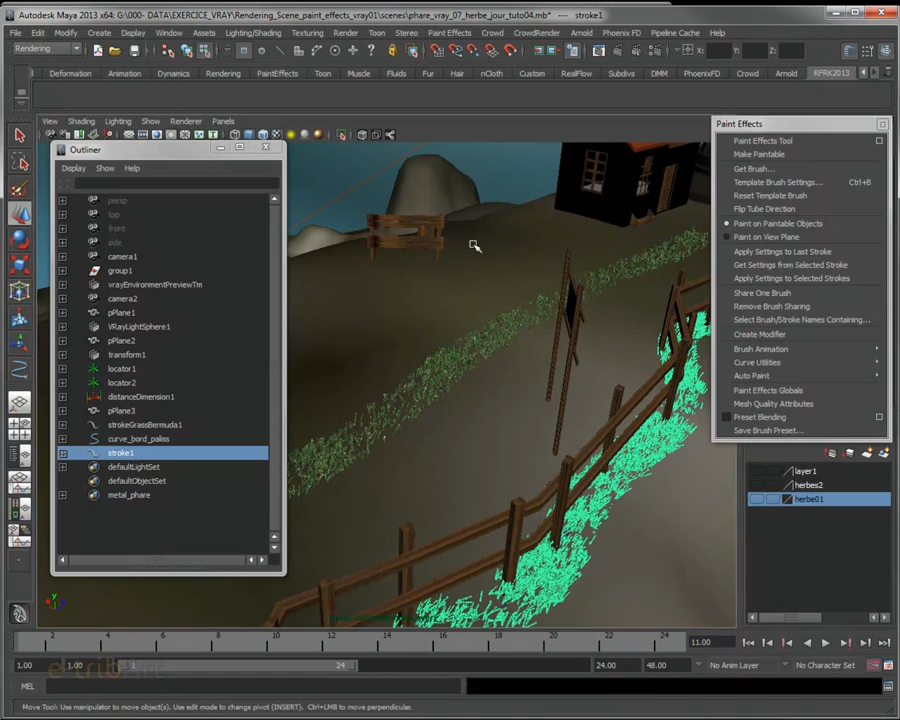 Autodesk Maya 2013 x64: G:\000- DATA\EXERCICE_VRAY\Rendering_Scene_paint_effects_vray01\scenes\phare_vray_07_herbe_jour_tuto04.mb* --- stroke1
File Edit Modify Create Display Window Assets Lighting/Shading Texturing Render Toon Stereo Paint Effects Crowd CrowdRender Arnold Phoenix FD Pipeline Cache Help
Rendering
X: Y: Z:
Deformation Animation Dynamics Rendering PaintEffects Toon Muscle Fluids Fur Hair nCloth Custom RealFlow Subdivs DMM PhoenixFD Crowd Arnold RFRK2013
View Shading Lighting Show Renderer Panels
Paint Effects
Outliner
Display Show Help
persp
top
front
side
camera1
group1
vrayEnvironmentPreviewTm
camera2
pPlane1
VRayLightSphere1
pPlane2
transform1
locator1
locator2
distanceDimension1
pPlane3
strokeGrassBermuda1
curve_bord_paliss
stroke1
defaultLightSet
defaultObjectSet
metal_phare
Paint Effects Tool
Make Paintable
Get Brush...
Template Brush Settings... Ctrl+B
Reset Template Brush
Flip Tube Direction
Paint on Paintable Objects
Paint on View Plane
Apply Settings to Last Stroke
Get Settings from Selected Stroke
Apply Settings to Selected Strokes
Share One Brush
Remove Brush Sharing
Select Brush/Stroke Names Containing...
Create Modifier
Brush Animation
Curve Utilities
Auto Paint
Paint Effects Globals
Mesh Quality Attributes
Preset Blending
Save Brush Preset...
layer1
herbes2
herbe01
2 4 6 8 10 12 14 16 18 20 22 24 11.00
1.00 1.00 1 24 24.00 48.00 No Anim Layer No Character Set
MEL
Move Tool: Use manipulator to move object(s). Use edit mode to change pivot (INSERT). Ctrl+LMB to move perpendicular.